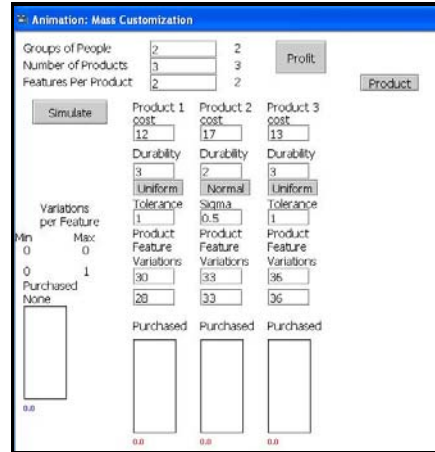 Animation: Mass Customization
Groups of People 2 2
Number of Products 3 3
Features Per Product 2 2
Profit
Product
Simulate
Product 1 Product 2 Product 3
cost cost cost
12 17 13
Durability Durability Durability
3 2 3
Uniform Normal Uniform
Tolerance Sigma Tolerance
1 0.5 1
Variations
per Feature
Min Max
0 0
0 1
Product Product Product
Feature Feature Feature
Variations Variations Variations
30 33 36
28 33 36
Purchased
None
Purchased Purchased Purchased
0.0
0.0 0.0 0.0